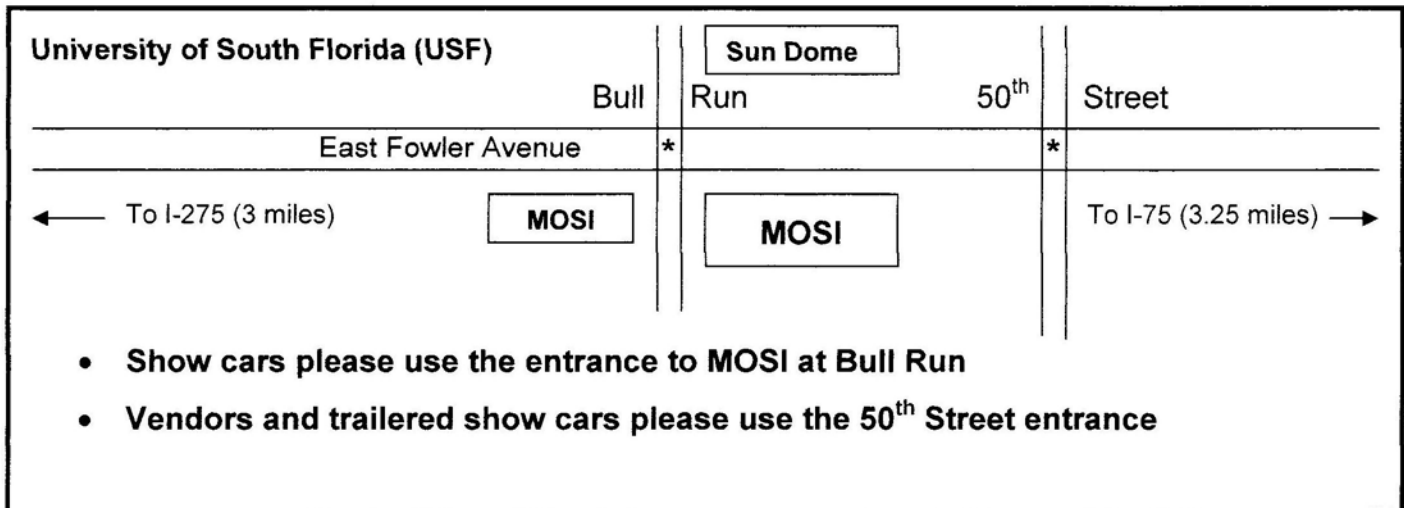 University of South Florida (USF)
Sun Dome
Bull Run 50th Street
East Fowler Avenue * *
← To I-275 (3 miles) MOSI MOSI To I-75 (3.25 miles) →
• Show cars please use the entrance to MOSI at Bull Run
• Vendors and trailered show cars please use the 50th Street entrance